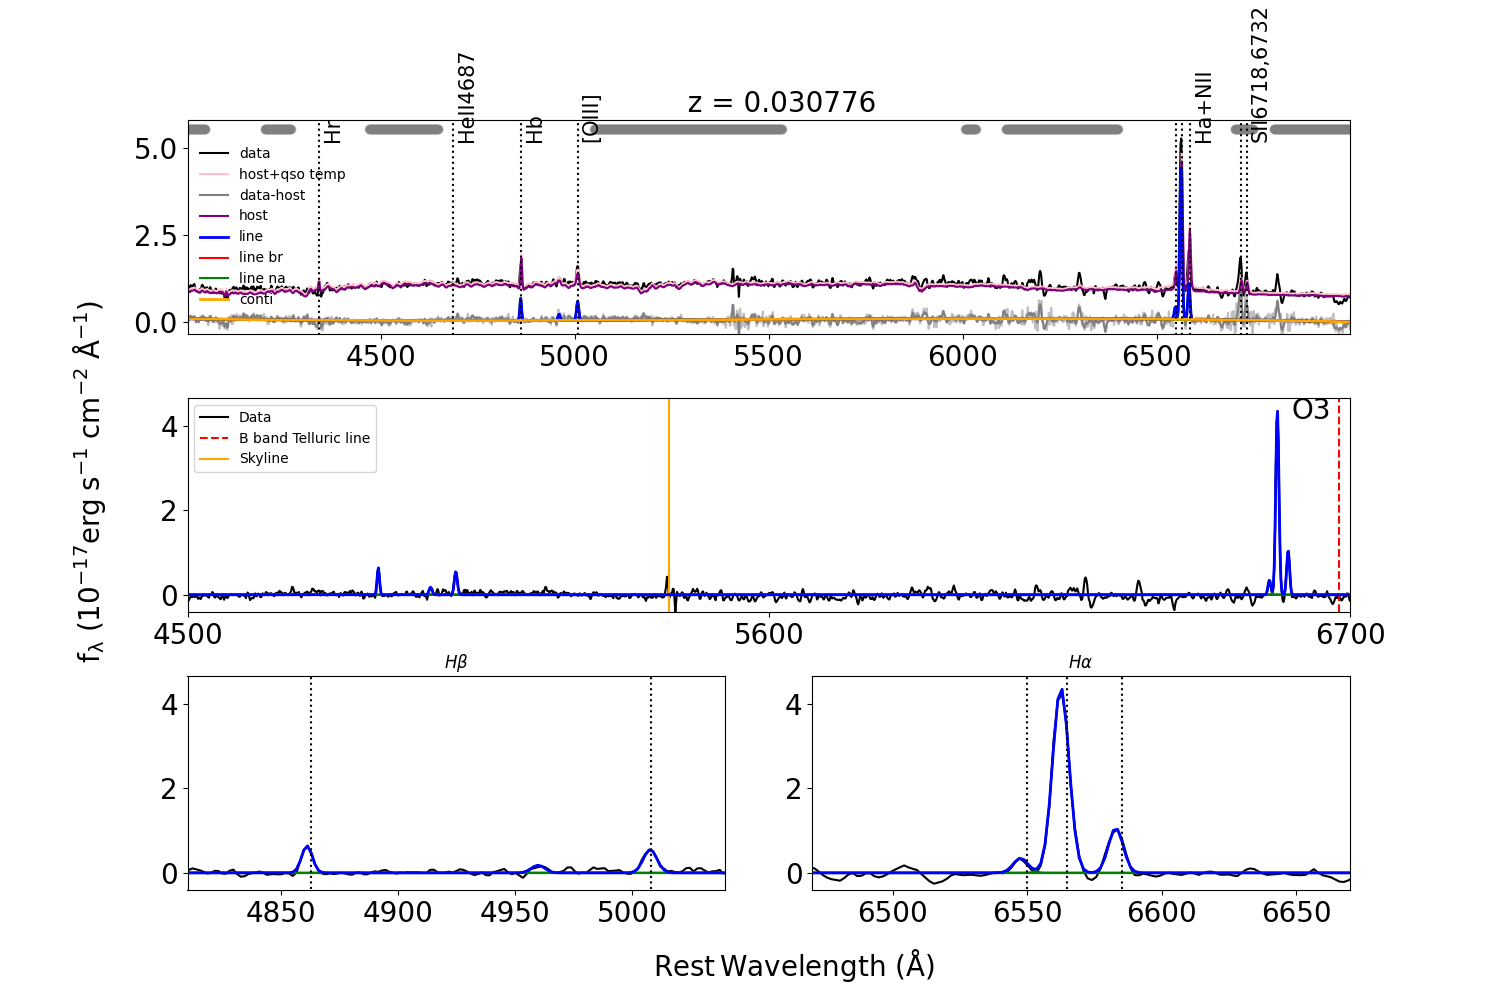 z = 0.030776
Hr
HeII4687
Hb
[OIII]
Ha+NII
SII6718,6732
data
host+qso temp
data-host
host
line
line br
line na
conti
5.0
2.5
0.0
4500 5000 5500 6000 6500
fλ (10−17erg s−1 cm−2 Å−1)
Data
B band Telluric line
Skyline
O3
4
2
0
4500 5600 6700
Hβ
4
2
0
4850 4900 4950 5000
Hα
4
2
0
6500 6550 6600 6650
Rest Wavelength (Å)